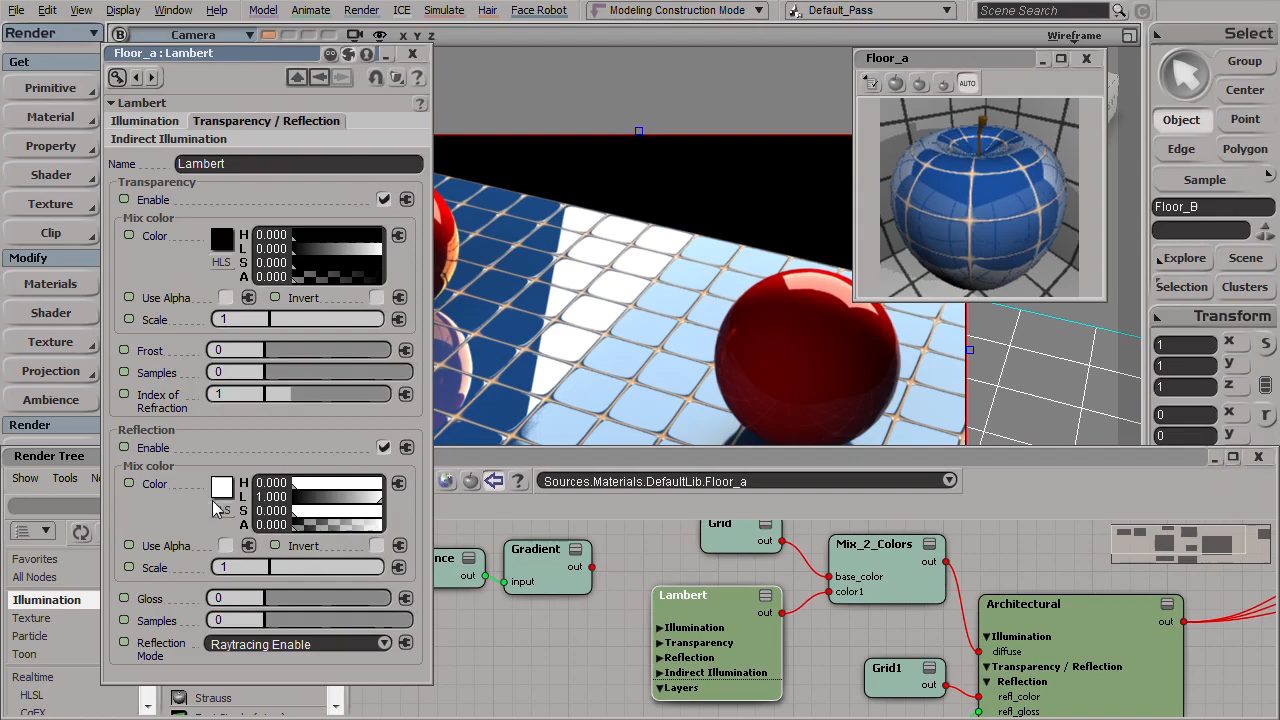 File Edit View Display Window Help Model Animate Render ICE Simulate Hair Face Robot Modeling Construction Mode Default_Pass Scene Search
Render B Camera X Y Z Wireframe Select
Floor_a : Lambert
Floor_a
Get
Primitive
Material
Property
Shader
Texture
Clip
Modify
Materials
Shader
Texture
Projection
Ambience
Render
Lambert
Illumination Transparency / Reflection
Indirect Illumination
Name Lambert
Transparency
Enable
Mix color
Color H 0.000
L 0.000
HLS S 0.000
A 0.000
Use Alpha Invert
Scale 1
Frost 0
Samples 0
Index of Refraction 1
Reflection
Enable
Mix color
Color H 0.000
L 1.000
S 0.000
A 0.000
Use Alpha Invert
Scale 1
Gloss 0
Samples 0
Reflection Mode Raytracing Enable
AUTO
Group
Center
Object Point
Edge Polygon
Sample
Floor_B
Explore Scene
Selection Clusters
Transform
1 x S
1 y
1 z
0 x r
0 y
Render Tree
Show Tools
Sources.Materials.DefaultLib.Floor_a
Favorites
All Nodes
Illumination
Texture
Particle
Toon
Realtime
HLSL
CgFX
Strauss
nce
out
Gradient
out
input
Grid
out
Mix_2_Colors
out
base_color
color1
Lambert
out
Illumination
Transparency
Reflection
Indirect Illumination
Layers
Grid1
out
Architectural
out
Illumination
diffuse
Transparency / Reflection
Reflection
refl_color
refl_gloss